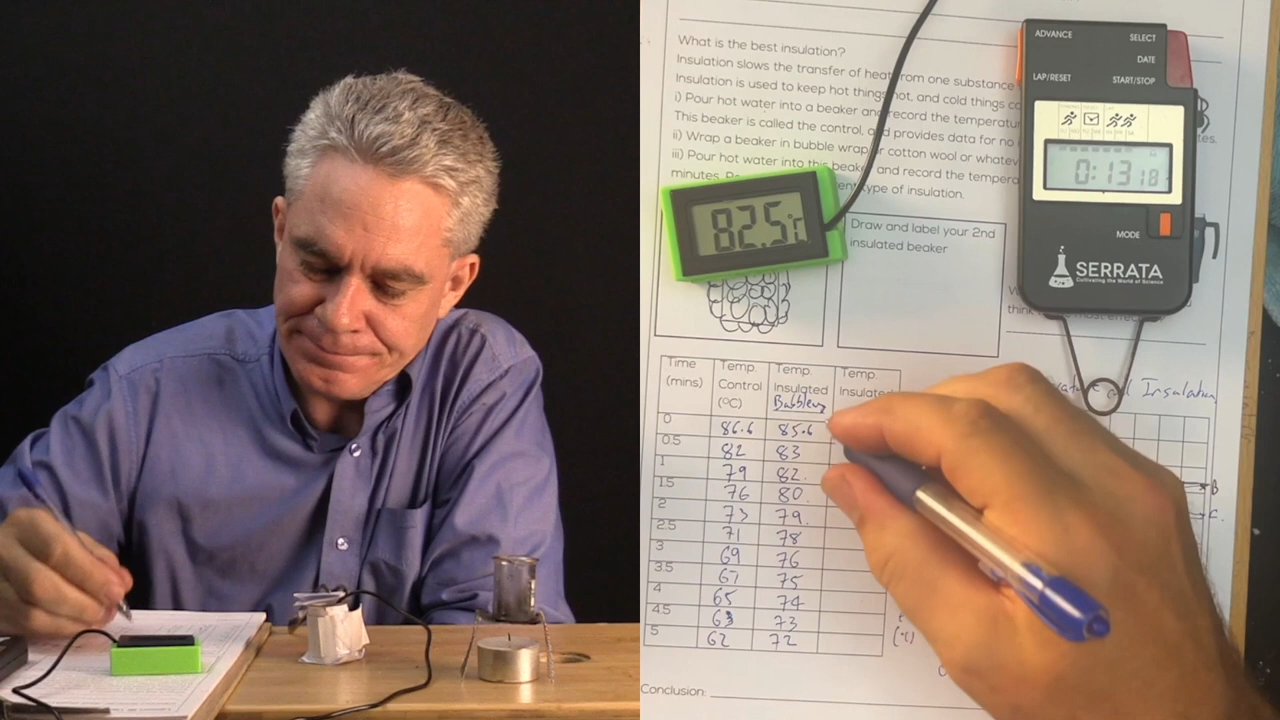 What is the best insulation?
Insulation slows the transfer of heat from one substance
Insulation is used to keep hot things hot, and cold things
i) Pour hot water into a beaker and record the
This beaker is called the control, and provides data for no
ii) Wrap a beaker in bubble wrap or cotton wool or
iii) Pour hot water into this beaker and record the
minutes. type of insulation.
82.5°C
Draw and label your 2nd
insulated beaker
ADVANCE
SELECT
DATE
LAP/RESET
START/STOP
0:13 18
MODE
SERRATA
Cultivating the World of Science
think
Insulation
Time (mins) Temp. Control (°C) Temp. Insulated Temp. Insulated
0 86.6 85.6
0.5 82 83
1 79 82
1.5 76 80
2 73 79
2.5 71 78
3 69 76
3.5 67 75
4 65 74
4.5 63 73
5 62 72
B
C
(°C)
Conclusion: